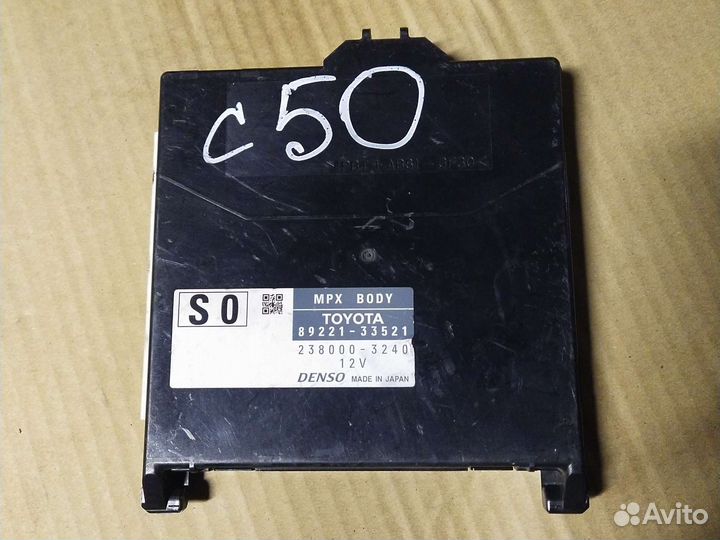 c50
S0
MPX BODY
TOYOTA
89221-33521
238000-3240
12V
DENSO MADE IN JAPAN
Avito